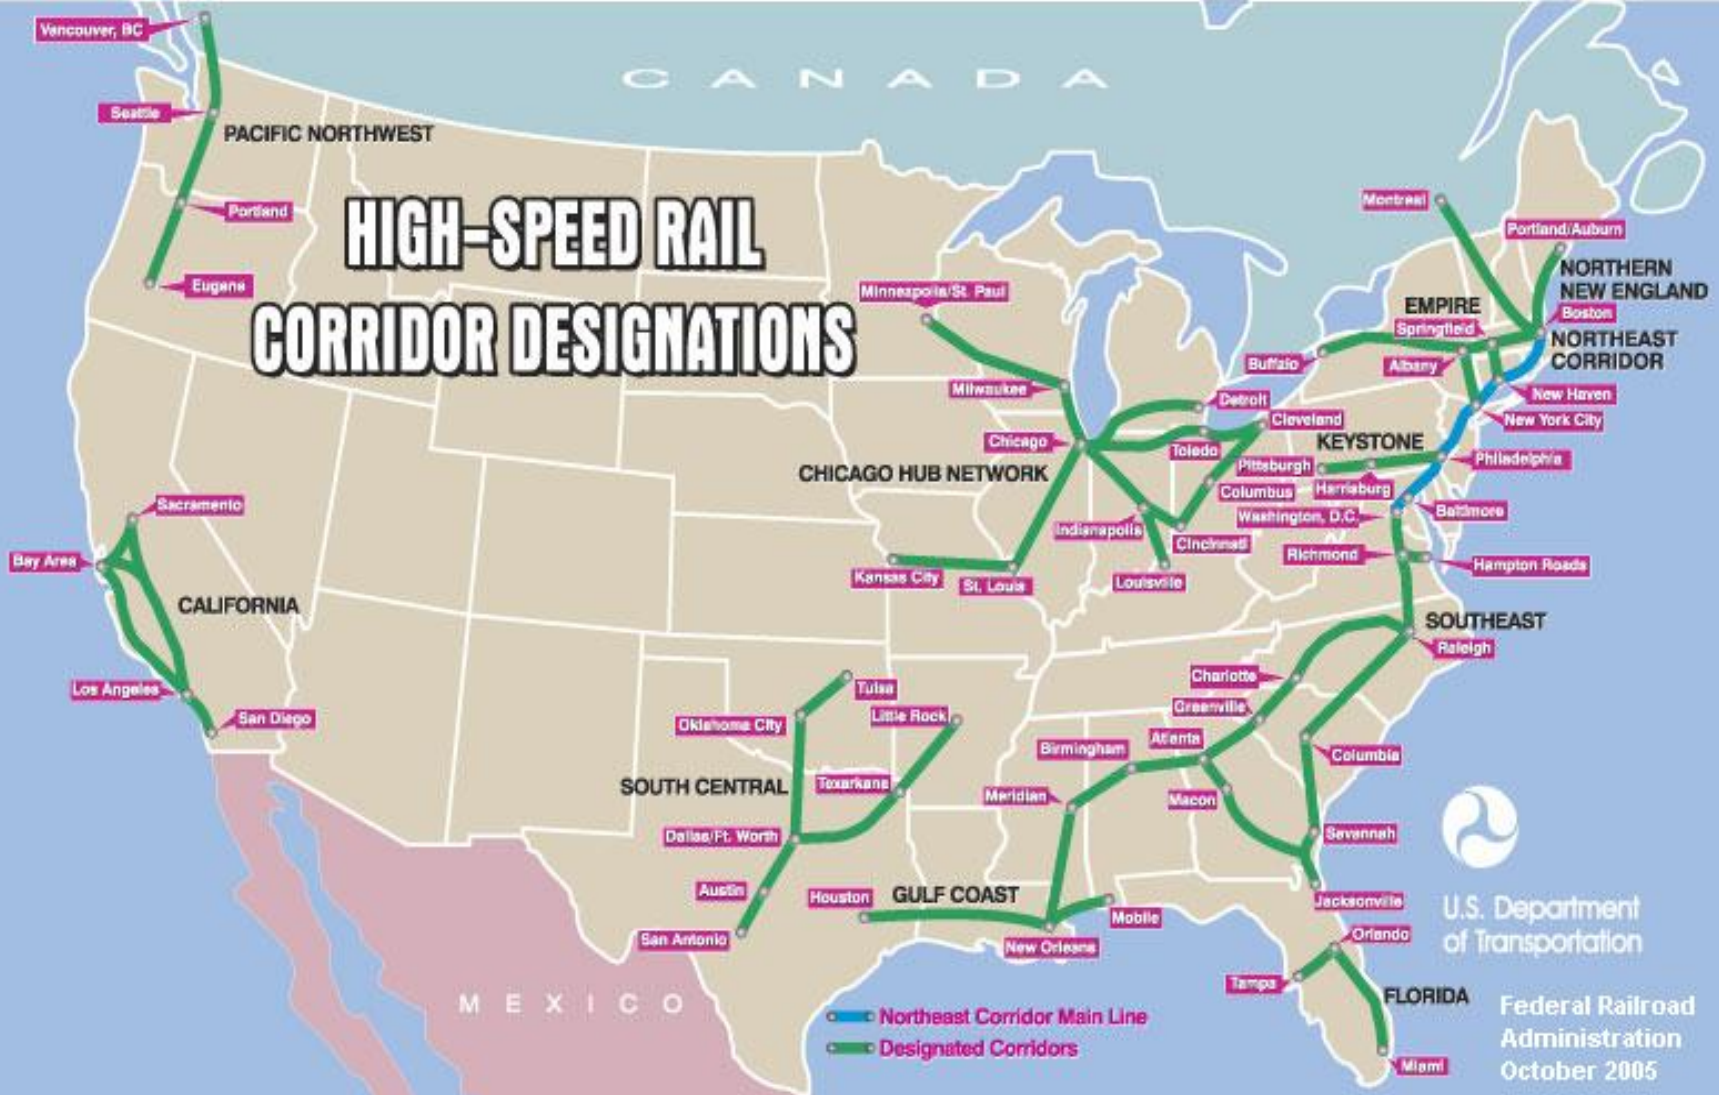 Vancouver, BC
CANADA
Seattle
PACIFIC NORTHWEST
Portland
Eugene
HIGH-SPEED RAIL
CORRIDOR DESIGNATIONS
Montreal
Portland/Auburn
NORTHERN
NEW ENGLAND
EMPIRE
Boston
Springfield
NORTHEAST
CORRIDOR
Buffalo
Albany
New Haven
New York City
Minneapolis/St. Paul
Milwaukee
Detroit
Cleveland
Chicago
Toledo
KEYSTONE
CHICAGO HUB NETWORK
Pittsburgh
Philadelphia
Columbus
Harrisburg
Baltimore
Indianapolis
Washington, D.C.
Cincinnati
Richmond
Hampton Roads
Kansas City
St. Louis
Louisville
Sacramento
Bay Area
CALIFORNIA
Los Angeles
San Diego
SOUTHEAST
Raleigh
Charlotte
Greenville
Tulsa
Little Rock
Oklahoma City
Birmingham
Atlanta
Columbia
SOUTH CENTRAL
Texarkana
Meridian
Macon
Dallas/Ft. Worth
Savannah
Austin
Houston
GULF COAST
Jacksonville
Mobile
San Antonio
New Orleans
Orlando
Tampa
FLORIDA
Miami
MEXICO
Northeast Corridor Main Line
Designated Corridors
U.S. Department
of Transportation
Federal Railroad
Administration
October 2005